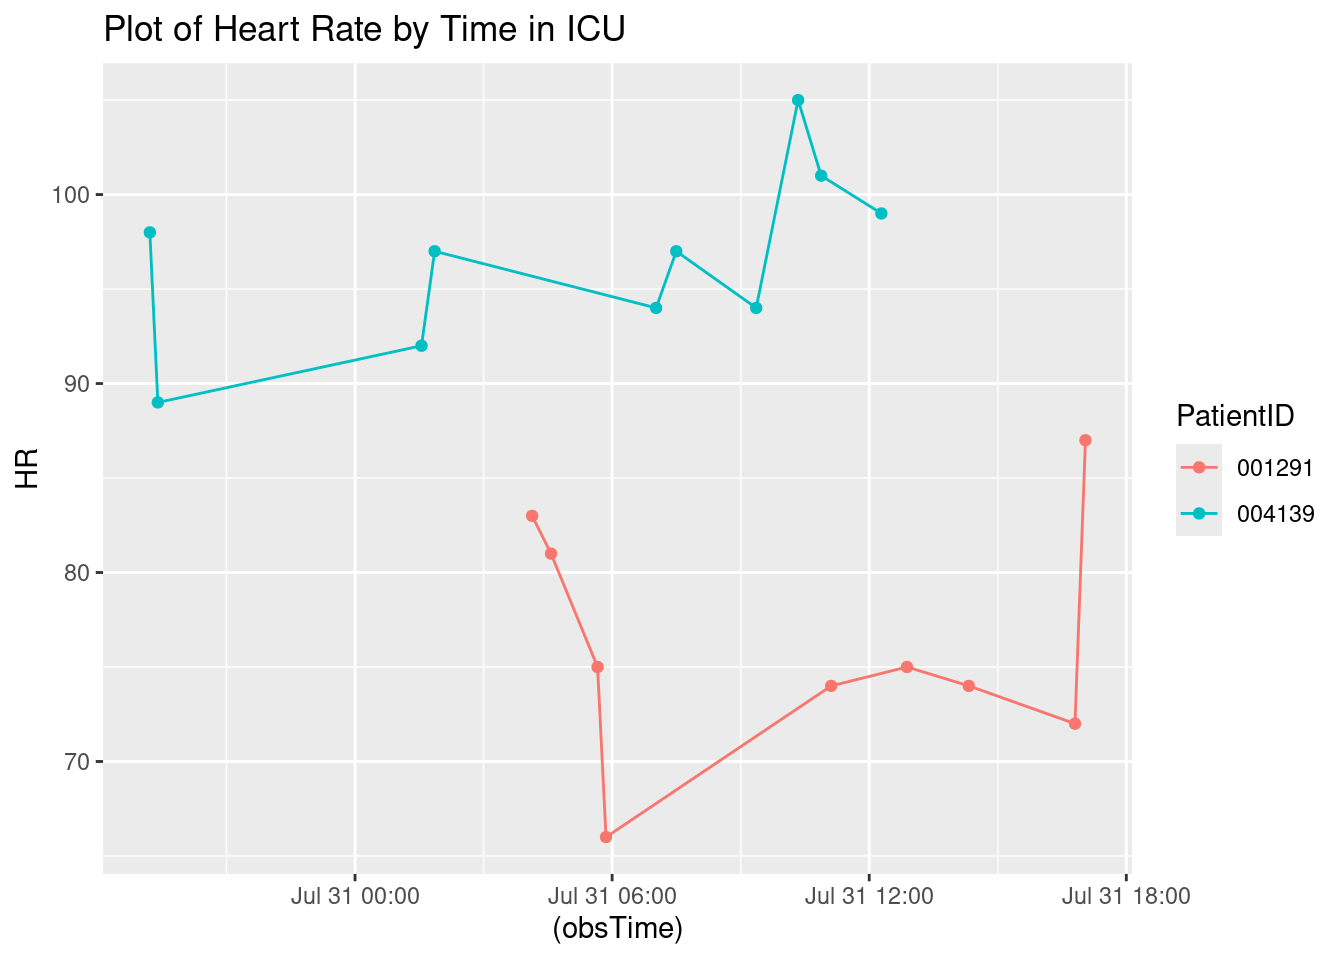 Plot of Heart Rate by Time in ICU
100
90
80
70
HR
Jul 31 00:00 Jul 31 06:00 Jul 31 12:00 Jul 31 18:00
(obsTime)
PatientID
001291
004139